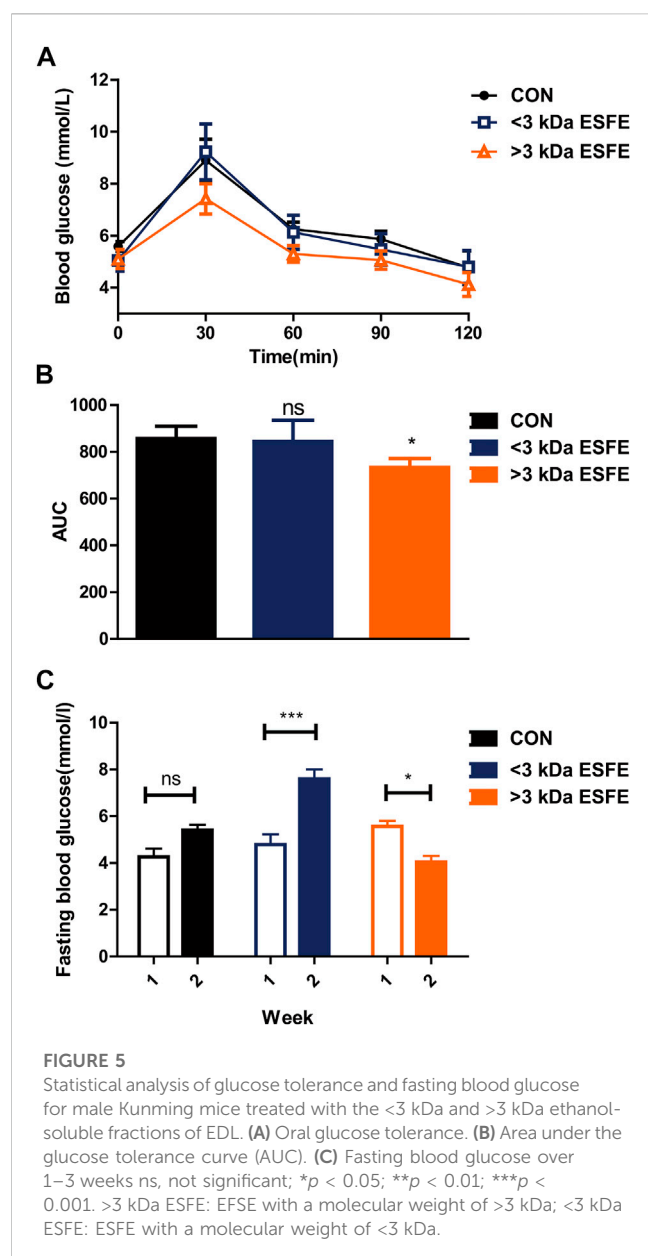 A
Blood glucose (mmol/L)
12
10
8
6
4
0
30
60
90
120
Time(min)
CON
<3 kDa ESFE
>3 kDa ESFE
B
AUC
1000
800
600
400
200
0
ns
*
CON
<3 kDa ESFE
>3 kDa ESFE
C
Fasting blood glucose(mmol/l)
10
8
6
4
2
0
ns
***
*
1
2
1
2
1
2
Week
CON
<3 kDa ESFE
>3 kDa ESFE
FIGURE 5
Statistical analysis of glucose tolerance and fasting blood glucose
for male Kunming mice treated with the <3 kDa and >3 kDa ethanol-
soluble fractions of EDL. (A) Oral glucose tolerance. (B) Area under the
glucose tolerance curve (AUC). (C) Fasting blood glucose over
1–3 weeks ns, not significant; *p < 0.05; **p < 0.01; ***p <
0.001. >3 kDa ESFE: EFSE with a molecular weight of >3 kDa; <3 kDa
ESFE: ESFE with a molecular weight of <3 kDa.